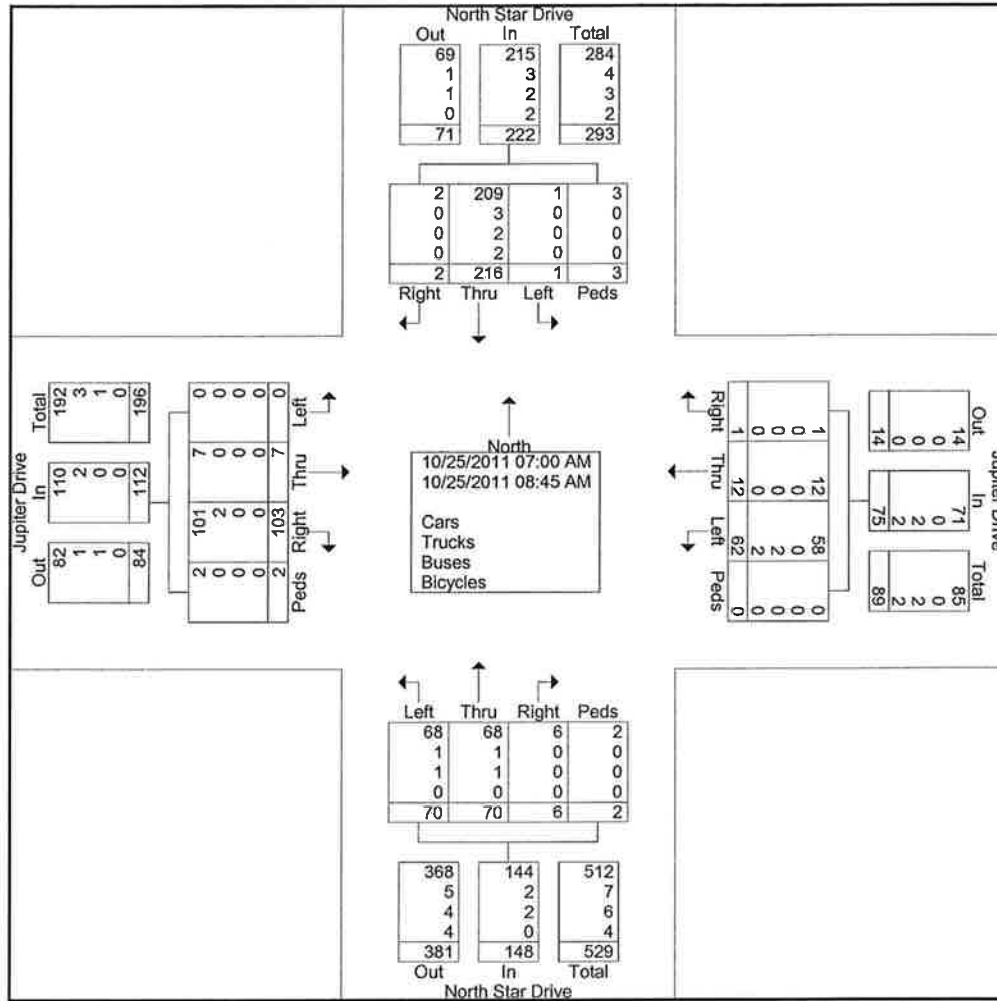 North Star Drive
Out In Total
69 215 284
1 3 4
1 2 3
0 2 2
71 222 293
2 209 1 3
0 3 0 0
0 2 0 0
0 2 0 0
2 216 1 3
Right Thru Left Peds
Jupiter Drive
Out In Total
82 110 192
1 2 3
1 0 1
0 0 0
84 112 196
2 101 7 0
0 2 0 0
0 0 0 0
0 0 0 0
2 103 7 0
Peds Right Thru Left
North
10/25/2011 07:00 AM
10/25/2011 08:45 AM
Cars
Trucks
Buses
Bicycles
Jupiter Drive
Out In Total
14 71 85
0 0 0
0 2 2
0 2 2
14 75 89
1 12 58 0
0 0 0 0
0 0 2 0
0 0 2 0
1 12 62 0
Right Thru Left Peds
Left Thru Right Peds
68 68 6 2
1 1 0 0
1 1 0 0
0 0 0 0
70 70 6 2
368 144 512
5 2 7
4 2 6
4 0 4
381 148 529
Out In Total
North Star Drive